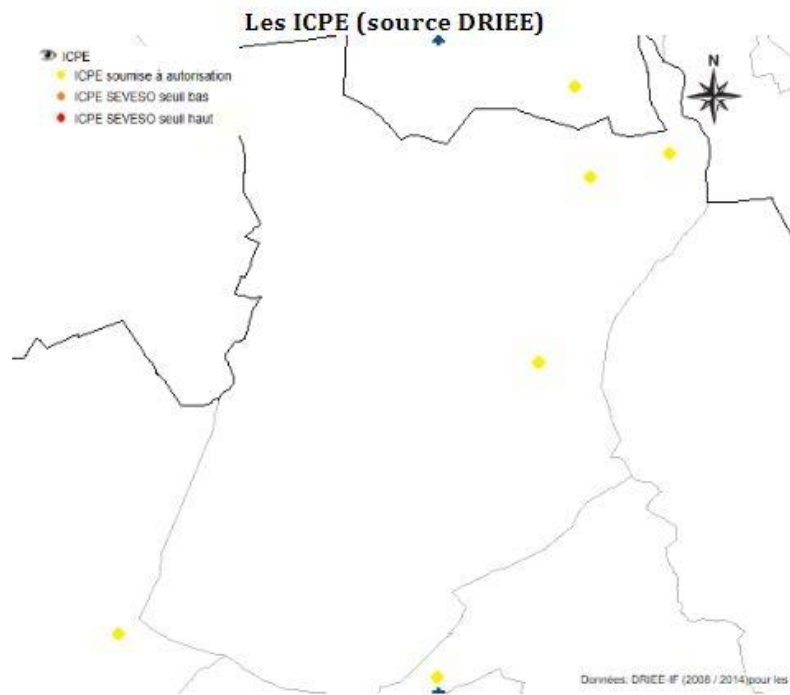 Les ICPE (source DRIEE)
ICPE
ICPE soumise à autorisation
ICPE SEVESO seuil bas
ICPE SEVESO seuil haut
N
Données: DRIEE-IF (2008 / 2014)pour les